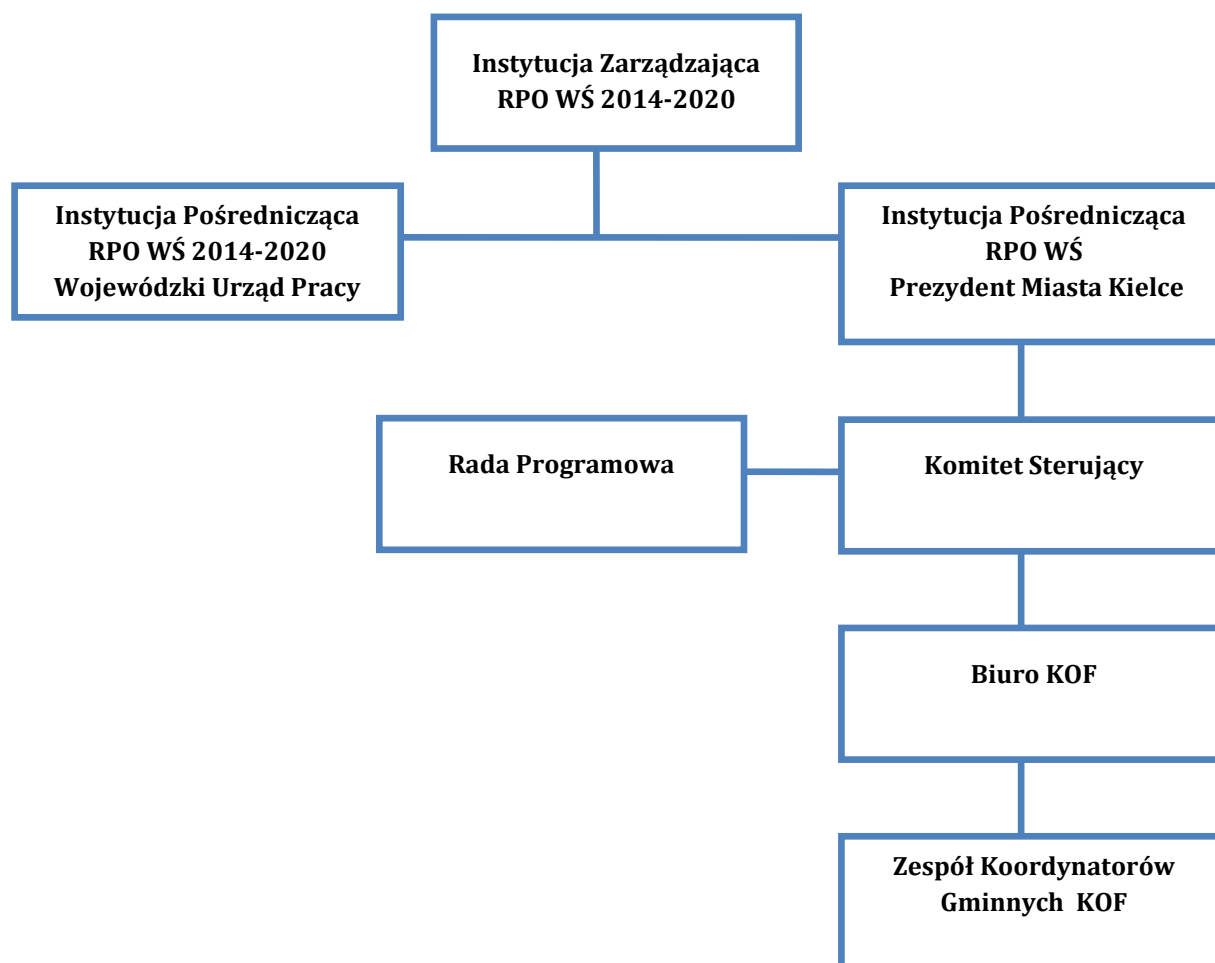 Instytucja Zarządzająca
RPO WŚ 2014-2020
Instytucja Pośrednicząca
RPO WŚ 2014-2020
Wojewódzki Urząd Pracy
Instytucja Pośrednicząca
RPO WŚ
Prezydent Miasta Kielce
Rada Programowa
Komitet Sterujący
Biuro KOF
Zespół Koordynatorów
Gminnych KOF